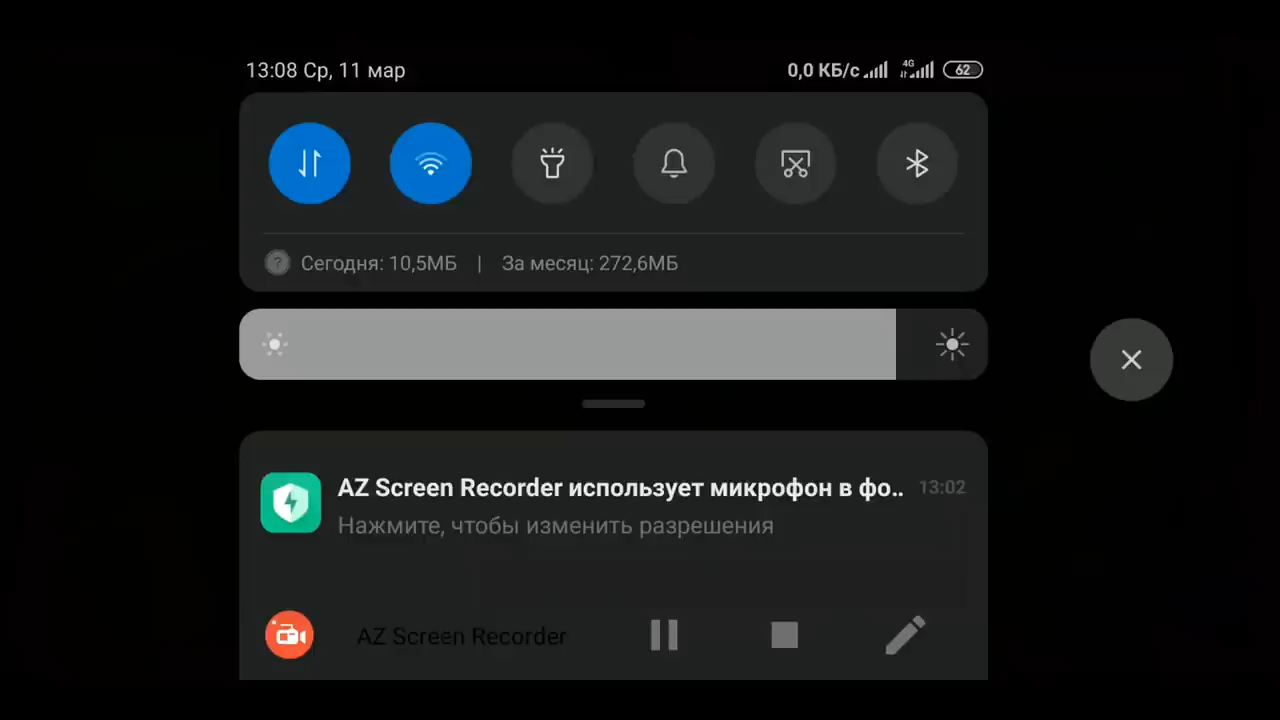 13:08 Ср, 11 мар
0,0 КБ/с 4G 62
Сегодня: 10,5МБ | За месяц: 272,6МБ
AZ Screen Recorder использует микрофон в фо.. 13:02
Нажмите, чтобы изменить разрешения
AZ Screen Recorder